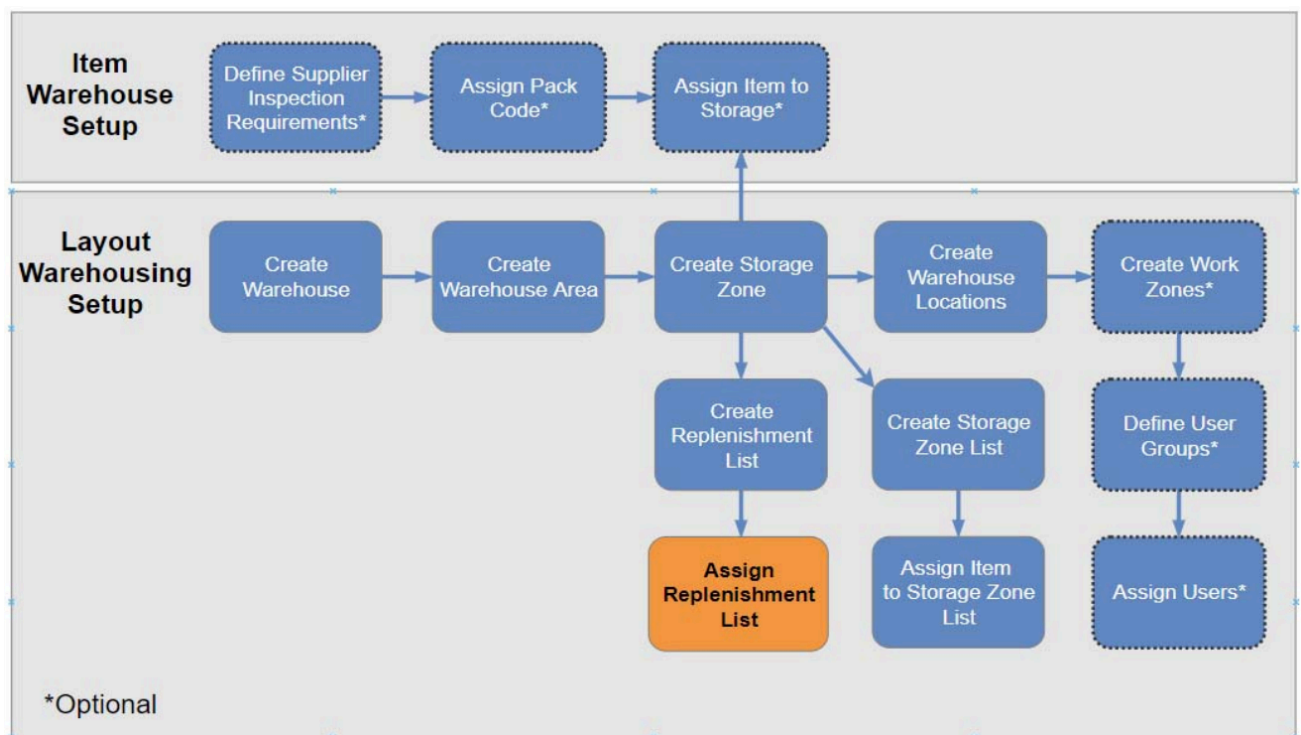 Item
Warehouse
Setup
Define Supplier
Inspection
Requirements*
Assign Pack
Code*
Assign Item to
Storage*
Layout
Warehousing
Setup
Create
Warehouse
Create
Warehouse Area
Create Storage
Zone
Create
Warehouse
Locations
Create Work
Zones*
Create
Replenishment
List
Create Storage
Zone List
Define User
Groups*
Assign
Replenishment
List
Assign Item
to Storage Zone
List
Assign Users*
*Optional